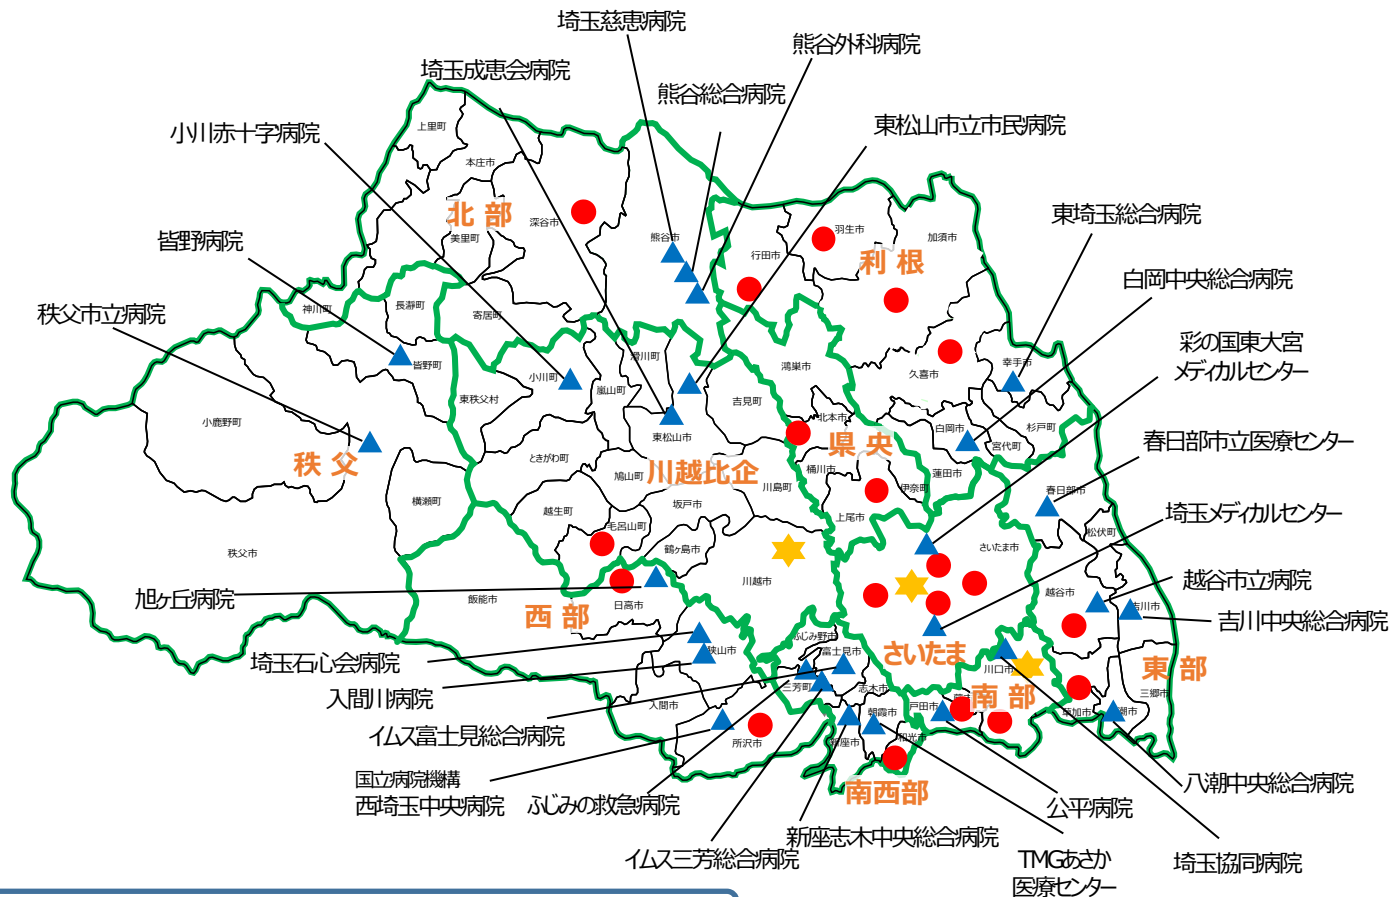 埼玉慈恵病院
熊谷外科病院
埼玉成恵会病院
熊谷総合病院
小川赤十字病院
東松山市立市民病院
皆野病院
東埼玉総合病院
秩父市立病院
白岡中央総合病院
彩の国東大宮
メディカルセンター
春日部市立医療センター
埼玉メディカルセンター
越谷市立病院
吉川中央総合病院
旭ヶ丘病院
埼玉石心会病院
入間川病院
イムス富士見総合病院
国立病院機構
西埼玉中央病院
ふじみの救急病院
イムス三芳総合病院
新座志木中央総合病院
TMGあさか
医療センター
公平病院
埼玉協同病院
八潮中央総合病院
北 部
利 根
秩 父
川越比企
県 央
西 部
さいたま
南 部
東 部
南西部
上里町
本庄市
美里町
深谷市
熊谷市
行田市
羽生市
加須市
神川町
長瀞町
寄居町
皆野町
小川町
東秩父村
嵐山町
滑川町
吉見町
鴻巣市
久喜市
幸手市
小鹿野町
東松山市
北本市
白岡市
宮代町
杉戸町
ときがわ町
鳩山町
川島町
桶川市
伊奈町
蓮田市
春日部市
横瀬町
越生町
毛呂山町
坂戸市
鶴ヶ島市
上尾市
松伏町
秩父市
飯能市
日高市
川越市
さいたま市
越谷市
吉川市
狭山市
ふじみ野市
富士見市
三芳町
志木市
川口市
入間市
所沢市
新座市
朝霞市
和光市
戸田市
草加市
三郷市